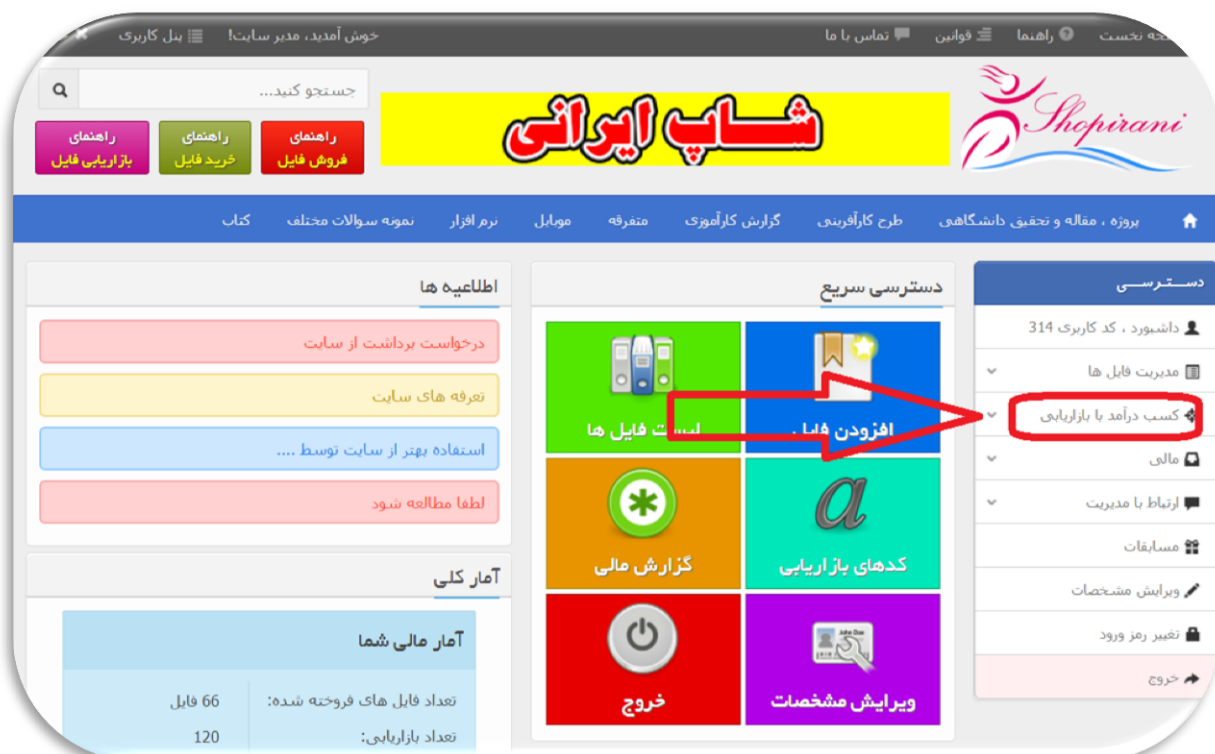 نخست
راهنما
قوانین
تماس با ما
خوش آمدید، مدیر سایت!
پنل کاربری
Shopirani
شاپ ایرانی
جستجو کنید...
راهنمای
فروش فایل
راهنمای
خرید فایل
راهنمای
بازاریابی فایل
پروژه ، مقاله و تحقیق دانشگاهی
طرح کارآفرینی
گزارش کارآموزی
متفرقه
موبایل
نرم افزار
نمونه سوالات مختلف
کتاب
دسترسی
داشبورد ، کد کاربری 314
مدیریت فایل ها
کسب درآمد با بازاریابی
مالی
ارتباط با مدیریت
مسابقات
ویرایش مشخصات
تغییر رمز ورود
خروج
دسترسی سریع
افزودن فایل
لیست فایل ها
کدهای بازاریابی
گزارش مالی
John Doe
ویرایش مشخصات
خروج
اطلاعیه ها
درخواست برداشت از سایت
تعرفه های سایت
استفاده بهتر از سایت توسط ....
لطفا مطالعه شود
آمار کلی
آمار مالی شما
تعداد فایل های فروخته شده: 66 فایل
تعداد بازاریابی: 120